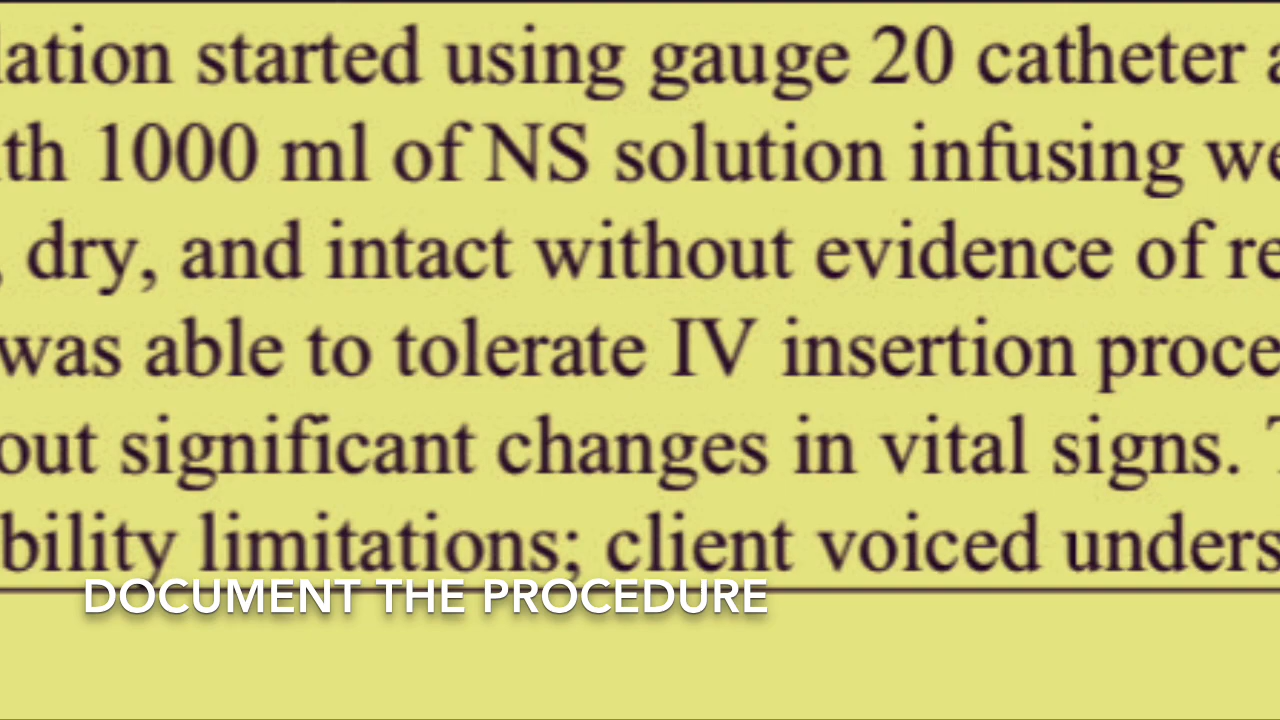 lation started using gauge 20 catheter a
th 1000 ml of NS solution infusing we
, dry, and intact without evidence of re
was able to tolerate IV insertion proce
out significant changes in vital signs. T
bility limitations; client voiced unders
DOCUMENT THE PROCEDURE